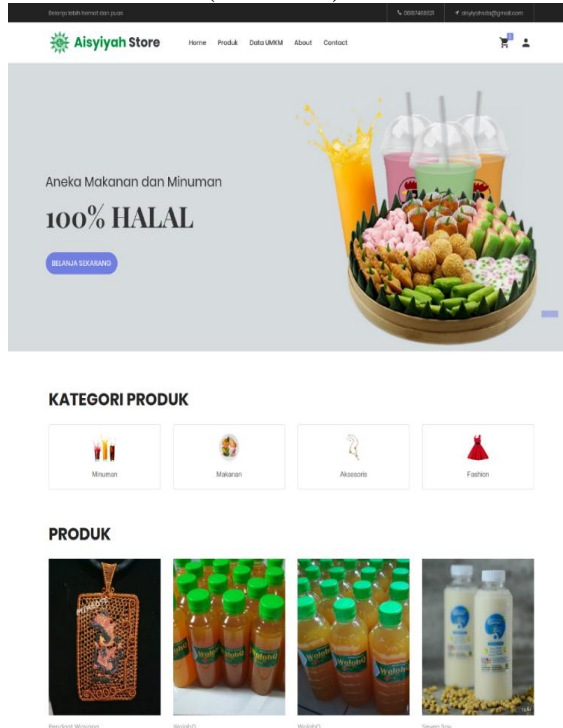 Belanja lebih hemat dan puas
Aisyiyah Store
Home Produk Data UMKM About Contact
Aneka Makanan dan Minuman
100% HALAL
BELANJA SEKARANG
KATEGORI PRODUK
Minuman Makanan Aksesoris Fashion
PRODUK